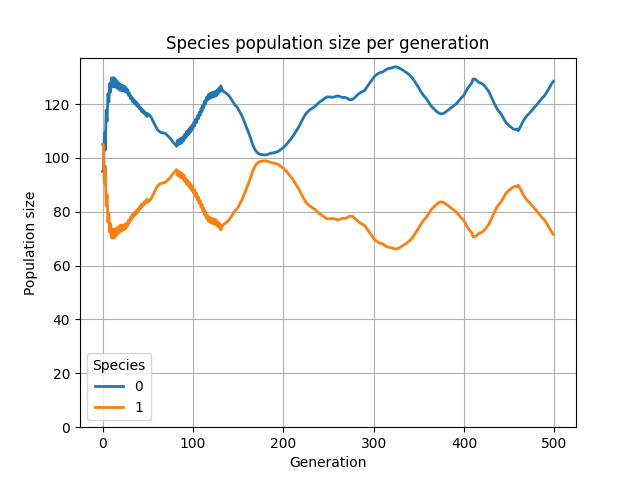 Species population size per generation
Population size
120
100
80
60
40
20
0
Species
0
1
0 100 200 300 400 500
Generation